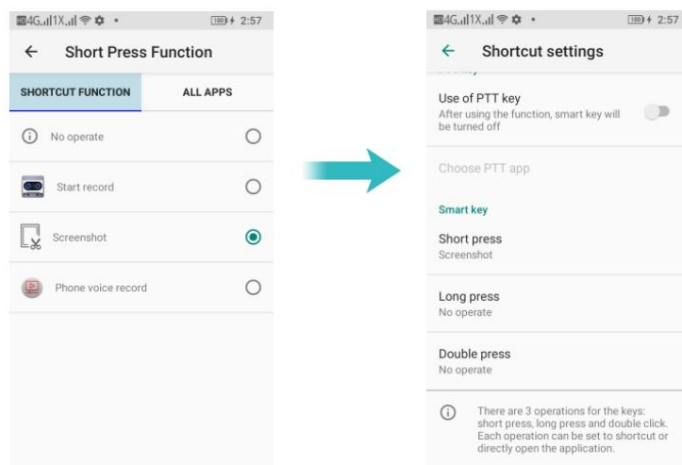 4G 1X 100 2:57
Short Press Function
SHORTCUT FUNCTION ALL APPS
No operate
Start record
Screenshot
Phone voice record
4G 1X 100 2:57
Shortcut settings
Use of PTT key
After using the function, smart key will
be turned off
Choose PTT app
Smart key
Short press
Screenshot
Long press
No operate
Double press
No operate
There are 3 operations for the keys:
short press, long press and double click.
Each operation can be set to shortcut or
directly open the application.